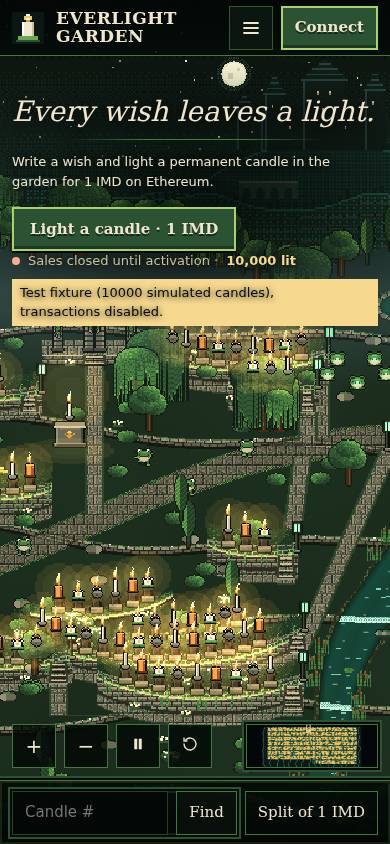 EVERLIGHT
GARDEN
Connect
Every wish leaves a light.
Write a wish and light a permanent candle in the
garden for 1 IMD on Ethereum.
Light a candle · 1 IMD
Sales closed until activation · 10,000 lit
Test fixture (10000 simulated candles),
transactions disabled.
Candle #
Find
Split of 1 IMD